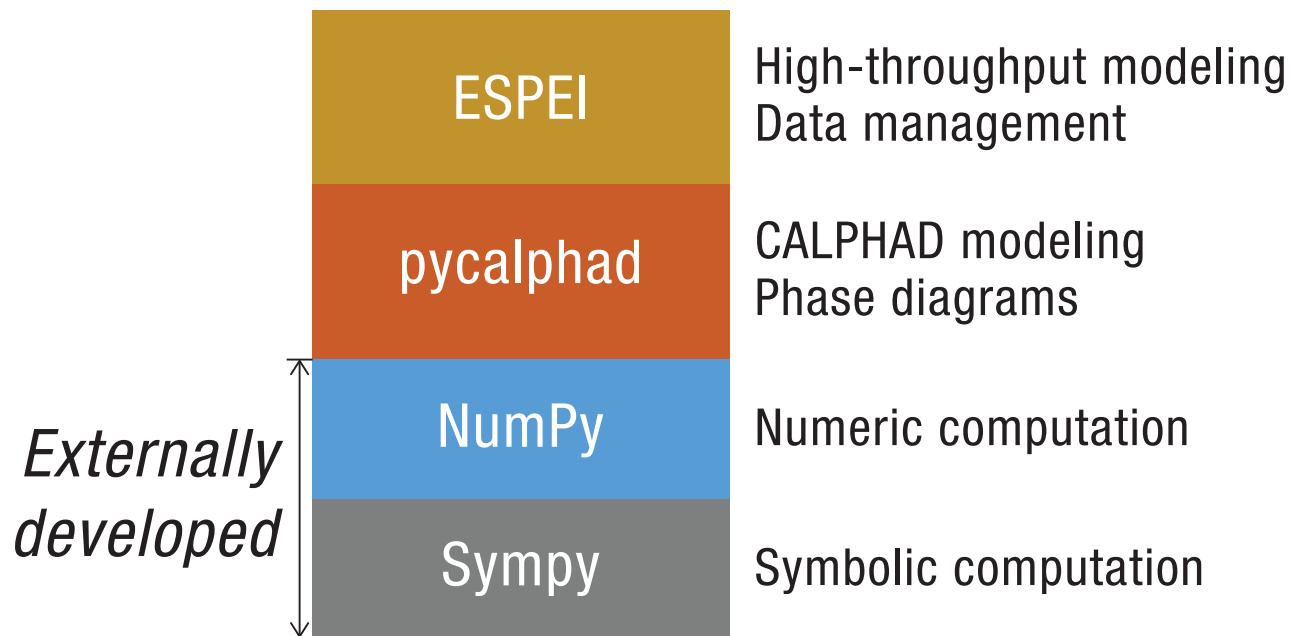 ESPEI
High-throughput modeling
Data management
pycalphad
CALPHAD modeling
Phase diagrams
Externally
developed
NumPy
Numeric computation
Sympy
Symbolic computation